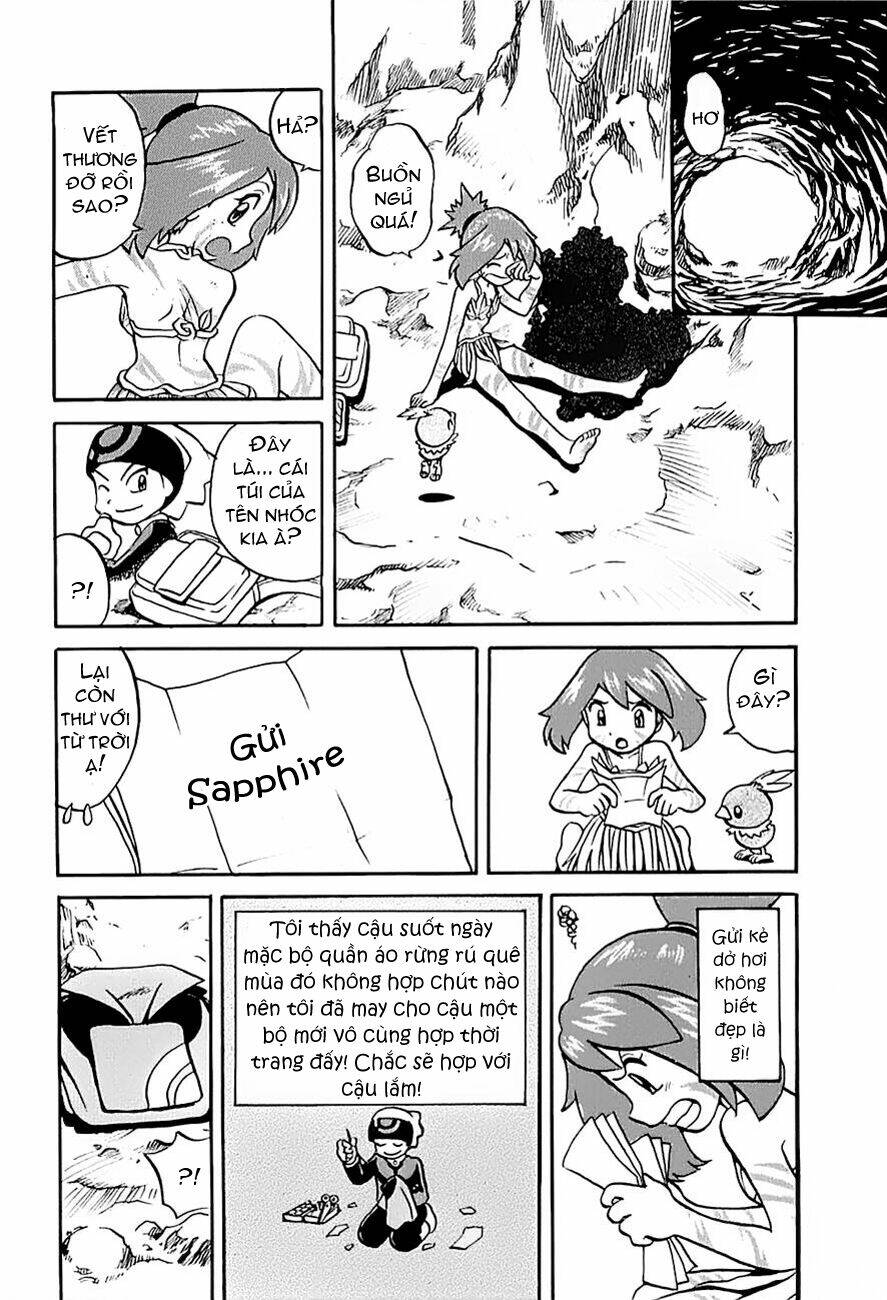 HƠ
BUỒN
NGỦ
QUÁ!
HẢ?
VẾT
THƯƠNG
ĐỠ RỒI
SAO?
ĐÂY
LÀ... CÁI
TÚI CỦA
TÊN NHÓC
KIA À?
?!
GÌ
ĐÂY?
Gửi
Sapphire
LẠI
CÒN
THƯ VỚI
TỪ TRỜI
Ạ!
Gửi kẻ
dở hơi
không
biết
đẹp là
gì!
Tôi thấy cậu suốt ngày
mặc bộ quần áo rừng rú quê
mùa đó không hợp chút nào
nên tôi đã may cho cậu một
bộ mới vô cùng hợp thời
trang đấy! Chắc sẽ hợp với
cậu lắm!
?!